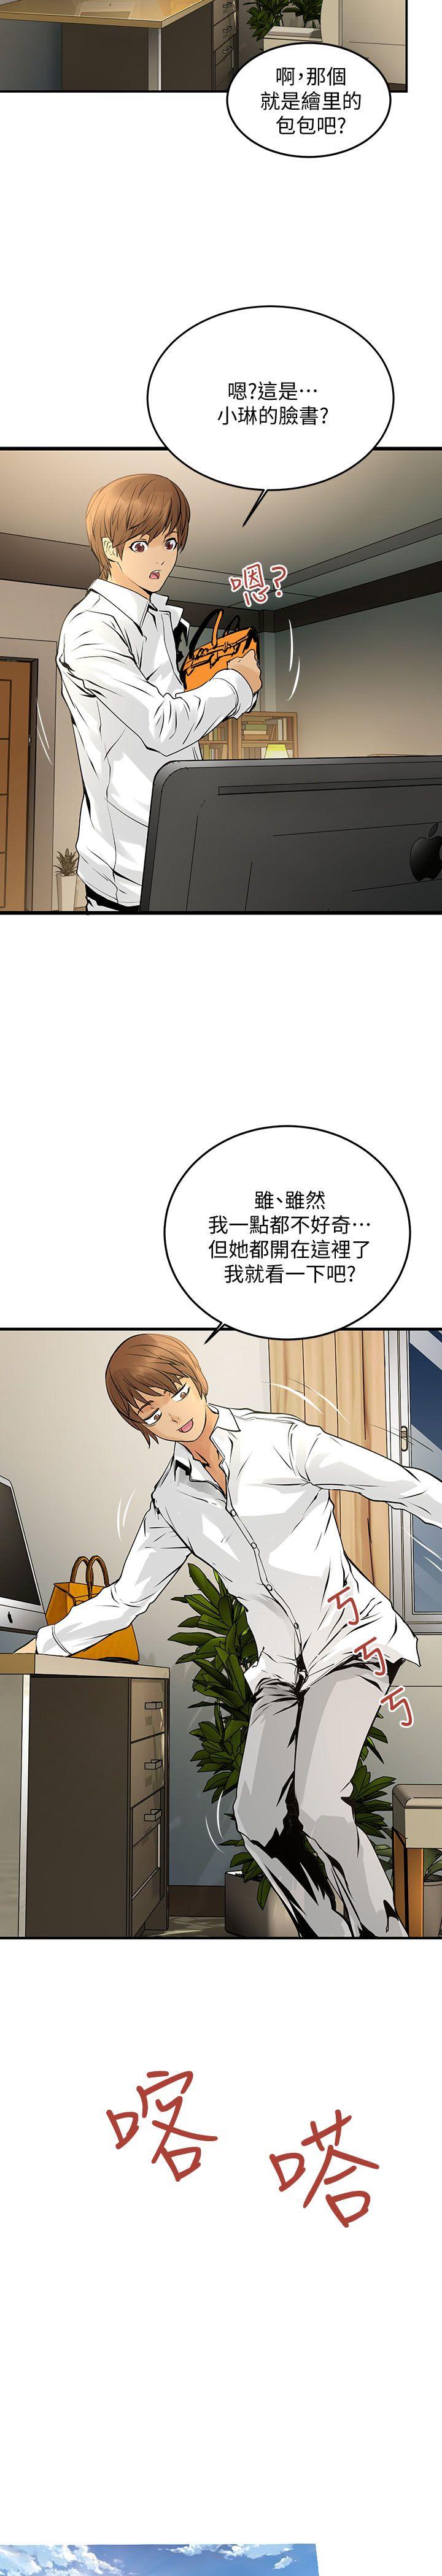 啊，那個
就是繪里的
包包吧?
嗯?這是…
小琳的臉書?
嗯?
雖、雖然
我一點都不好奇…
但她都開在這裡了
我就看一下吧?
ㄎ
ㄎ
ㄎ
喀
嗒